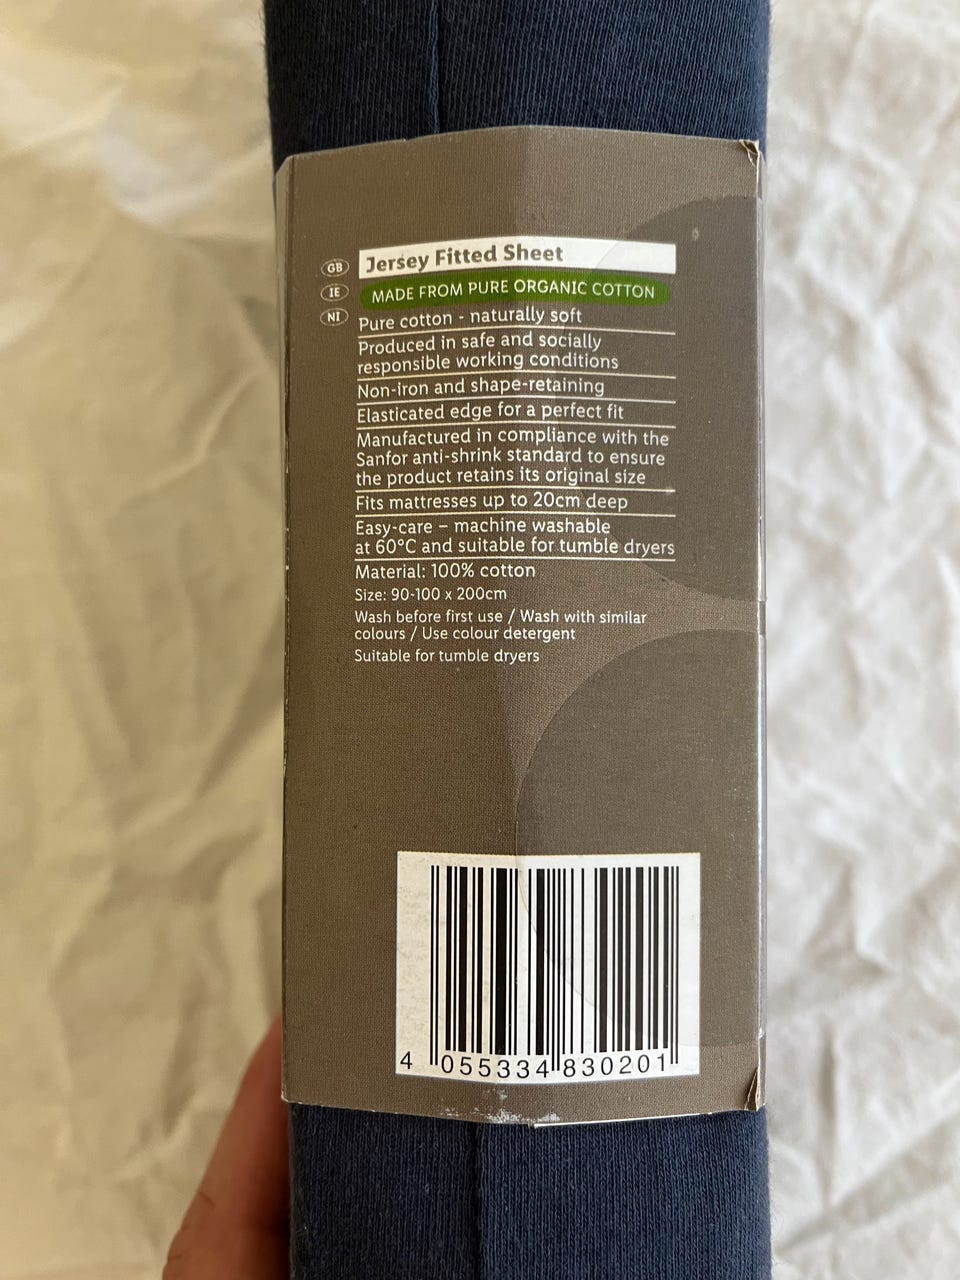 GB
Jersey Fitted Sheet
IE
MADE FROM PURE ORGANIC COTTON
NI
Pure cotton - naturally soft
Produced in safe and socially
responsible working conditions
Non-iron and shape-retaining
Elasticated edge for a perfect fit
Manufactured in compliance with the
Sanfor anti-shrink standard to ensure
the product retains its original size
Fits mattresses up to 20cm deep
Easy-care – machine washable
at 60°C and suitable for tumble dryers
Material: 100% cotton
Size: 90-100 x 200cm
Wash before first use / Wash with similar
colours / Use colour detergent
Suitable for tumble dryers
4 055334 830201